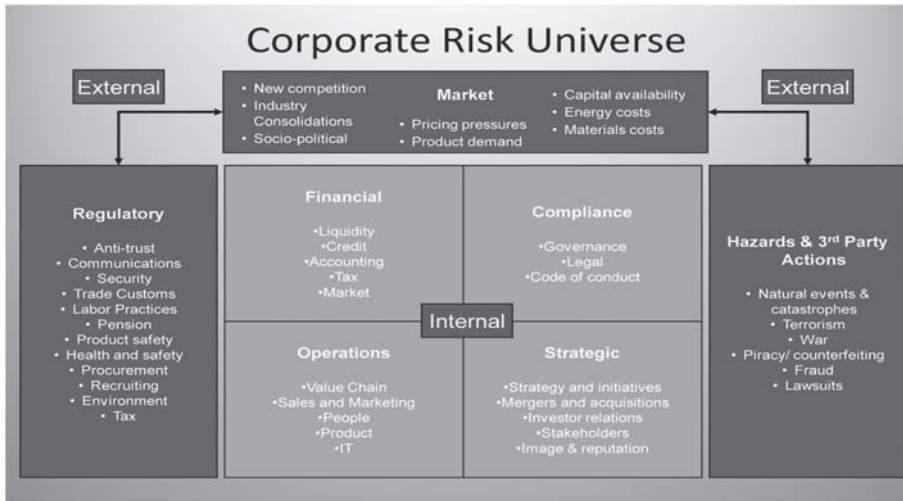 Corporate Risk Universe
External
External
• New competition
• Industry
Consolidations
• Socio-political
Market
• Pricing pressures
• Product demand
• Capital availability
• Energy costs
• Materials costs
Regulatory
• Anti-trust
• Communications
• Security
• Trade Customs
• Labor Practices
• Pension
• Product safety
• Health and safety
• Procurement
• Recruiting
• Environment
• Tax
Financial
•Liquidity
•Credit
•Accounting
•Tax
•Market
Compliance
•Governance
•Legal
•Code of conduct
Internal
Operations
•Value Chain
•Sales and Marketing
•People
•Product
•IT
Strategic
•Strategy and initiatives
•Mergers and acquisitions
•Investor relations
•Stakeholders
•Image & reputation
Hazards & 3rd Party
Actions
• Natural events &
catastrophes
• Terrorism
• War
• Piracy/ counterfeiting
• Fraud
• Lawsuits